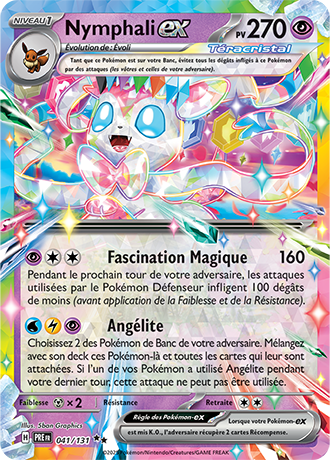 NIVEAU 1
Nymphali ex
PV 270
Évolution de : Évoli
Téracristal
Tant que ce Pokémon est sur votre Banc, évitez tous les dégâts infligés à ce Pokémon
par des attaques (les vôtres et celles de votre adversaire).
Fascination Magique 160
Pendant le prochain tour de votre adversaire, les attaques
utilisées par le Pokémon Défenseur infligent 100 dégâts
de moins (avant application de la Faiblesse et de la Résistance).
Angélite
Choisissez 2 des Pokémon de Banc de votre adversaire. Mélangez
avec son deck ces Pokémon-là et toutes les cartes qui leur sont
attachées. Si l'un de vos Pokémon a utilisé Angélite pendant
votre dernier tour, cette attaque ne peut pas être utilisée.
Faiblesse ×2 Résistance Retraite
Illus. 5ban Graphics
Règle des Pokémon-ex
Lorsque votre Pokémon-ex
est mis K.O., l'adversaire récupère 2 cartes Récompense.
H PRE FR 041/131
©2025 Pokémon/Nintendo/Creatures/GAME FREAK